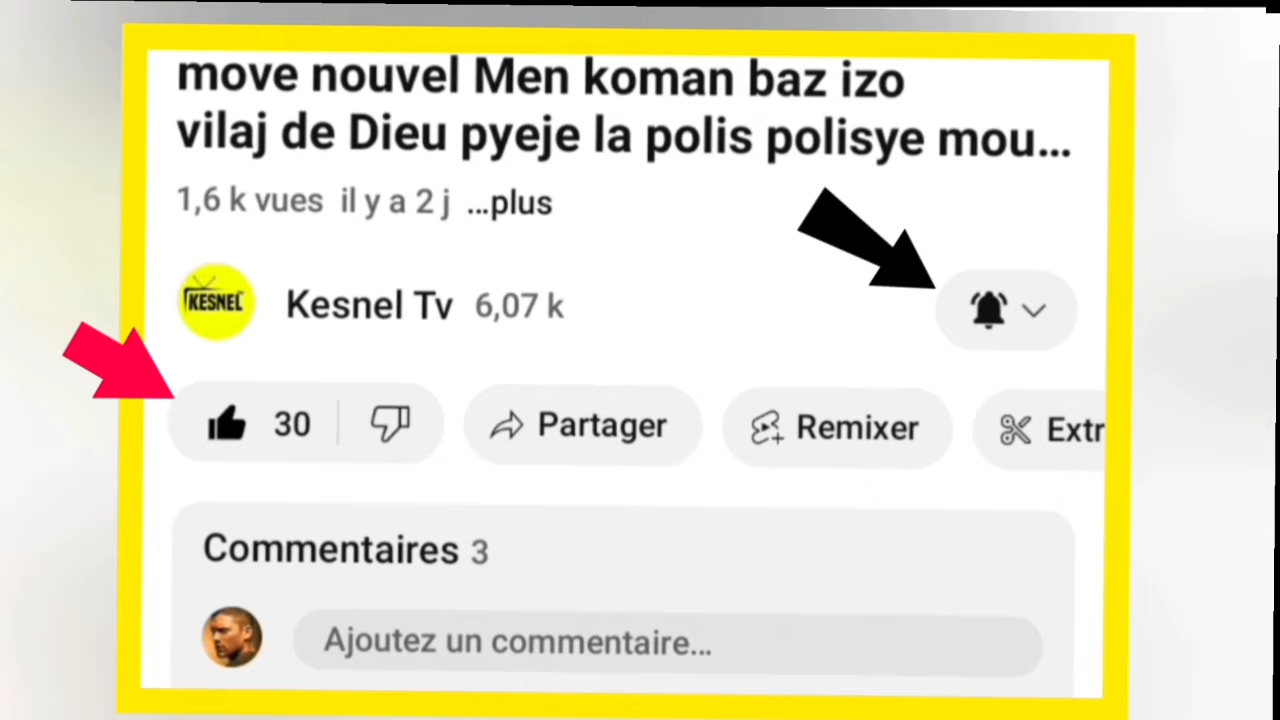 move nouvel Men koman baz izo
vilaj de Dieu pyeje la polis polisye mou...
1,6 k vues il y a 2 j ...plus
KESNEL
Kesnel Tv 6,07 k
30 Partager Remixer Extr
Commentaires 3
Ajoutez un commentaire...